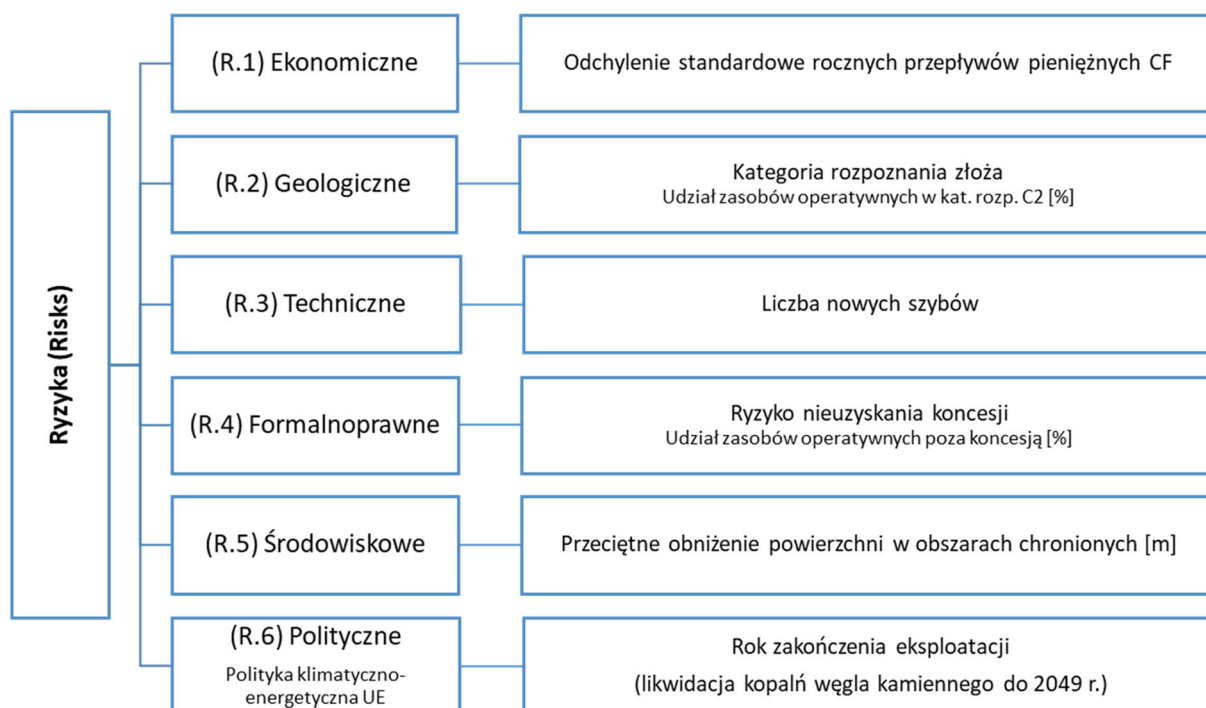 Ryzyka (Risks)
(R.1) Ekonomiczne
Odchylenie standardowe rocznych przepływów pieniężnych CF
(R.2) Geologiczne
Kategoria rozpoznania złoża
Udział zasobów operatywnych w kat. rozp. C2 [%]
(R.3) Techniczne
Liczba nowych szybów
(R.4) Formalnoprawne
Ryzyko nieuzyskania koncesji
Udział zasobów operatywnych poza koncesją [%]
(R.5) Środowiskowe
Przeciętne obniżenie powierzchni w obszarach chronionych [m]
(R.6) Polityczne
Polityka klimatyczno-
energetyczna UE
Rok zakończenia eksploatacji
(likwidacja kopalń węgla kamiennego do 2049 r.)